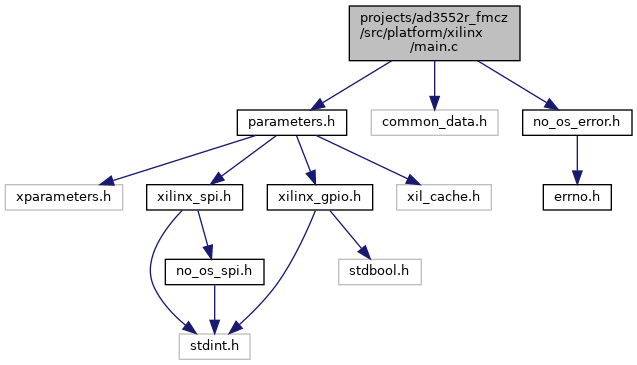 projects/ad3552r_fmcz
/src/platform/xilinx
/main.c
parameters.h
common_data.h
no_os_error.h
xparameters.h
xilinx_spi.h
xilinx_gpio.h
xil_cache.h
errno.h
no_os_spi.h
stdbool.h
stdint.h